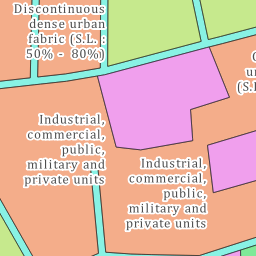 Discontinuous
dense urban
fabric (S.L. :
50% - 80%)
Industrial,
commercial,
public,
military and
private units
Industrial,
commercial,
public,
military and
private units
(S.L